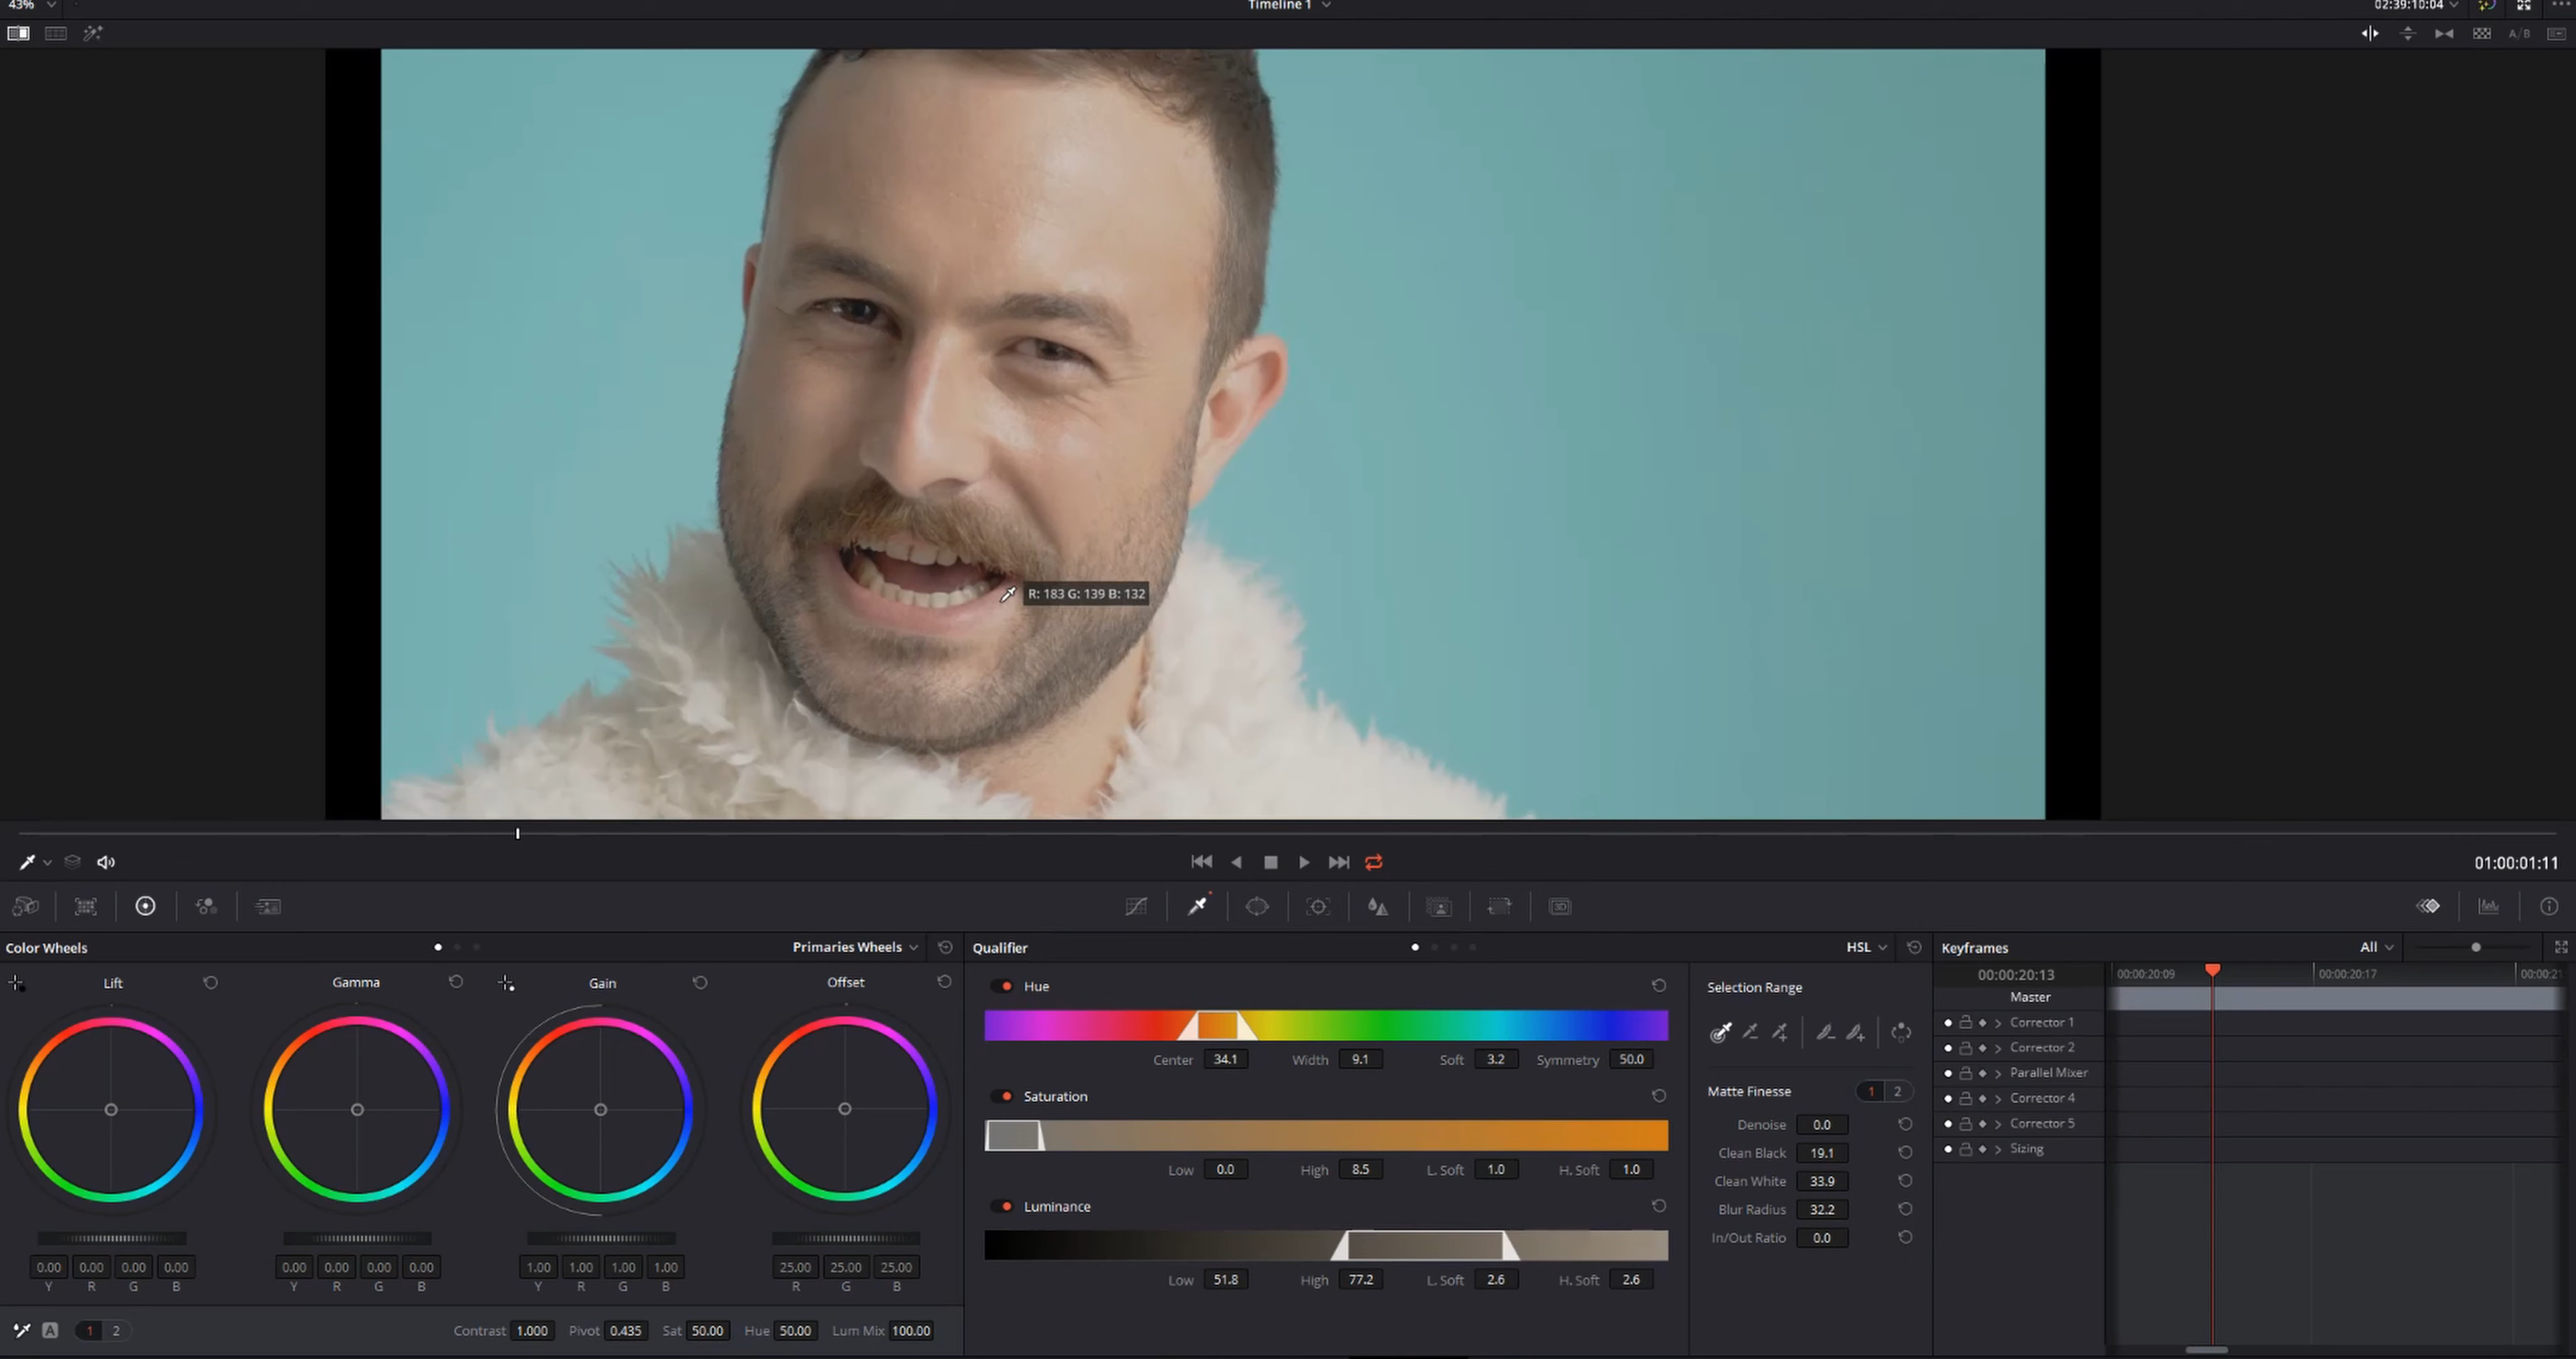 43%
Timeline 1
02:39:10:04
A/B
R: 183 G: 139 B: 132
01:00:01:11
3D
Color Wheels
Primaries Wheels
Lift
Gamma
Gain
Offset
0.00 0.00 0.00 0.00
Y R G B
0.00 0.00 0.00 0.00
Y R G B
1.00 1.00 1.00 1.00
Y R G B
25.00 25.00 25.00
R G B
A 1 2
Contrast 1.000 Pivot 0.435 Sat 50.00 Hue 50.00 Lum Mix 100.00
Qualifier
HSL
Hue
Center 34.1 Width 9.1 Soft 3.2 Symmetry 50.0
Saturation
Low 0.0 High 8.5 L. Soft 1.0 H. Soft 1.0
Luminance
Low 51.8 High 77.2 L. Soft 2.6 H. Soft 2.6
Selection Range
Matte Finesse 1 2
Denoise 0.0
Clean Black 19.1
Clean White 33.9
Blur Radius 32.2
In/Out Ratio 0.0
Keyframes
All
00:00:20:13
00:00:20:09 00:00:20:17 00:00:21
Master
Corrector 1
Corrector 2
Parallel Mixer
Corrector 4
Corrector 5
Sizing